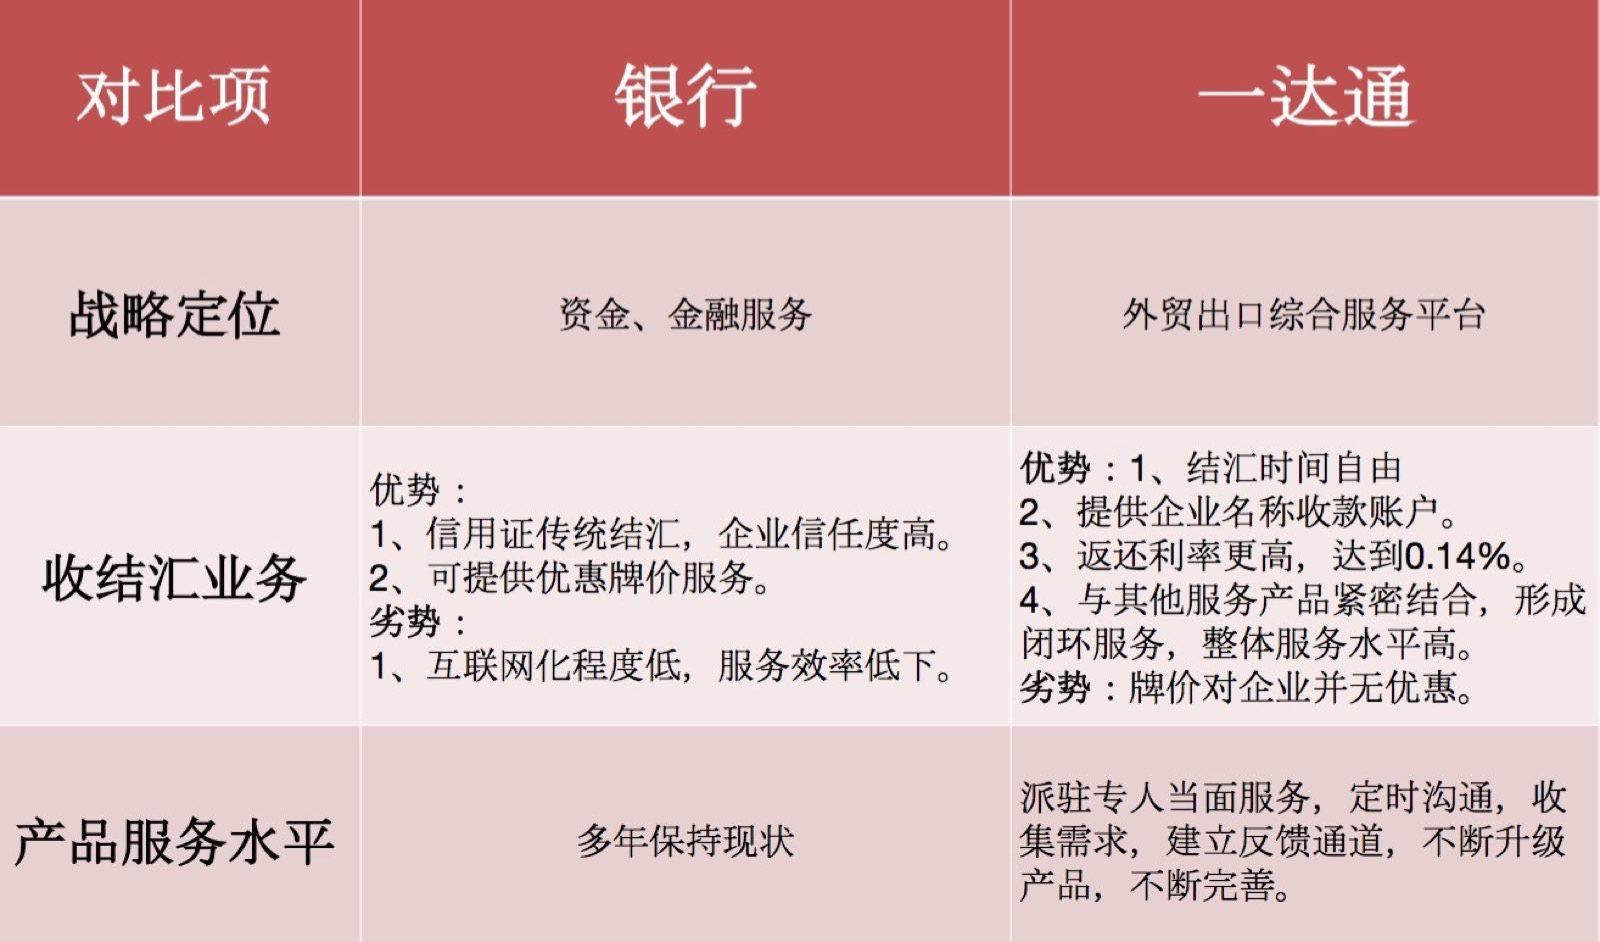 对比项
银行
一达通
战略定位
资金、金融服务
外贸出口综合服务平台
收结汇业务
优势：
1、信用证传统结汇，企业信任度高。
2、可提供优惠牌价服务。
劣势：
1、互联网化程度低，服务效率低下。
优势：1、结汇时间自由
2、提供企业名称收款账户。
3、返还利率更高，达到0.14%。
4、与其他服务产品紧密结合，形成
闭环服务，整体服务水平高。
劣势：牌价对企业并无优惠。
产品服务水平
多年保持现状
派驻专人当面服务，定时沟通，收
集需求，建立反馈通道，不断升级
产品，不断完善。